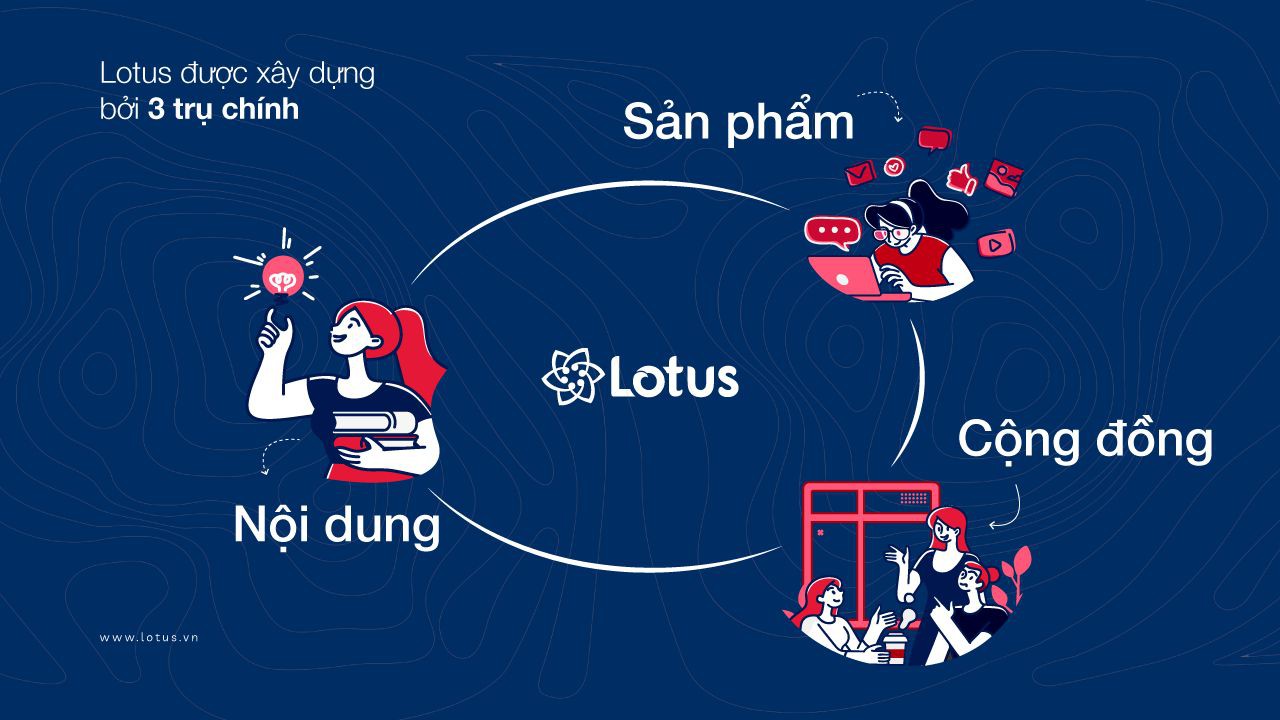 Lotus được xây dựng
bởi 3 trụ chính
Sản phẩm
Lotus
Cộng đồng
Nội dung
www.lotus.vn